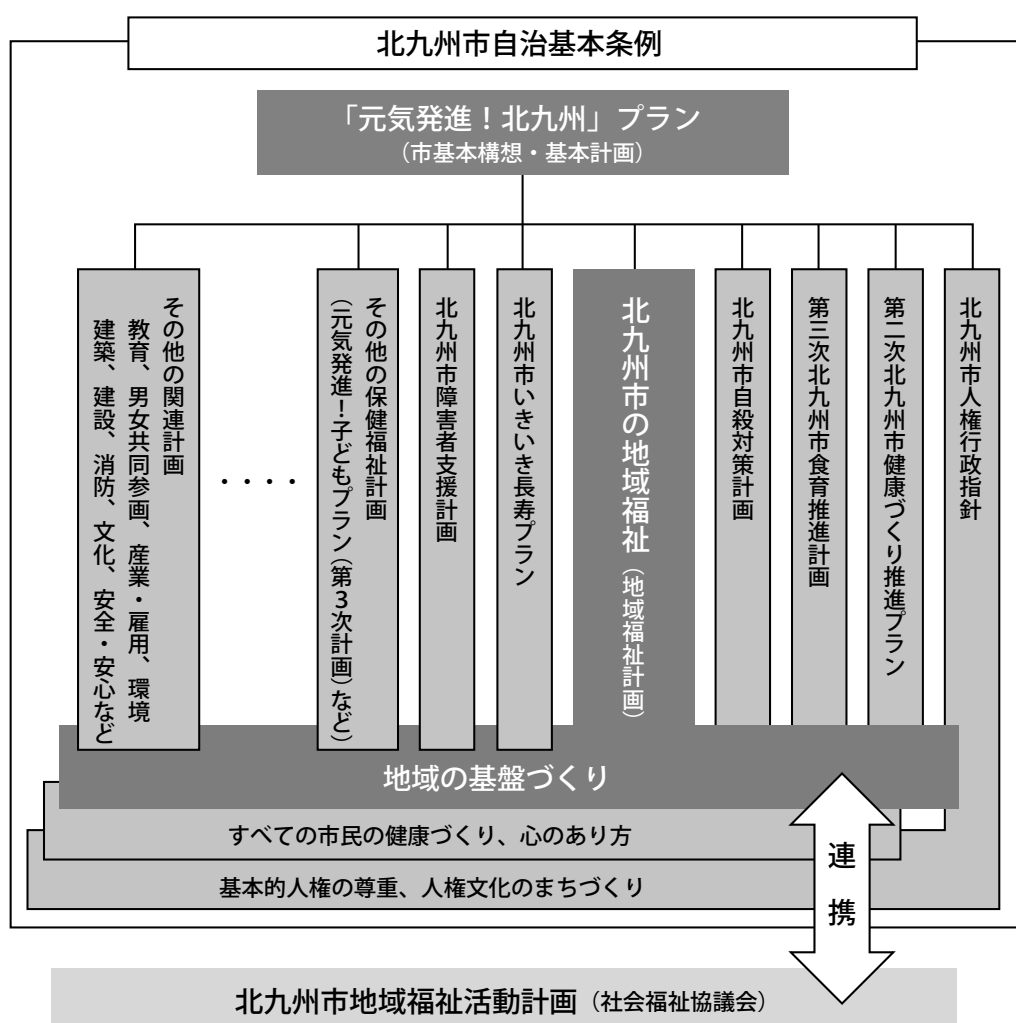 北九州市自治基本条例
「元気発進!北九州」プラン
(市基本構想・基本計画)
その他の関連計画
教育、男女共同参画、産業・雇用、環境
建築、建設、消防、文化、安全・安心など
・・・・
その他の保健福祉計画
(元気発進!子どもプラン(第3次計画)など)
北九州市障害者支援計画
北九州市いきいき長寿プラン
北九州市の地域福祉(地域福祉計画)
北九州市自殺対策計画
第三次北九州市食育推進計画
第二次北九州市健康づくり推進プラン
北九州市人権行政指針
地域の基盤づくり
すべての市民の健康づくり、心のあり方
基本的人権の尊重、人権文化のまちづくり
連携
北九州市地域福祉活動計画(社会福祉協議会)